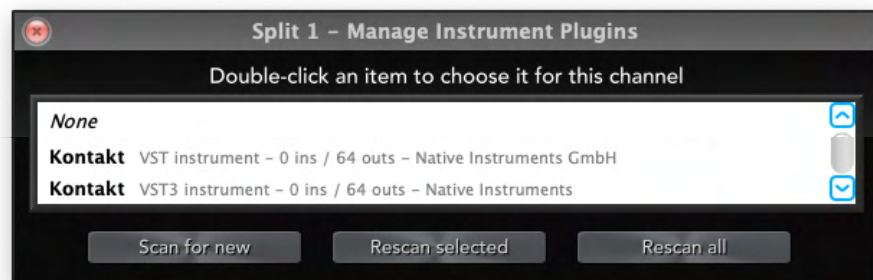 Split 1 – Manage Instrument Plugins
Double-click an item to choose it for this channel
None
Kontakt VST instrument – 0 ins / 64 outs – Native Instruments GmbH
Kontakt VST3 instrument – 0 ins / 64 outs – Native Instruments
Scan for new Rescan selected Rescan all